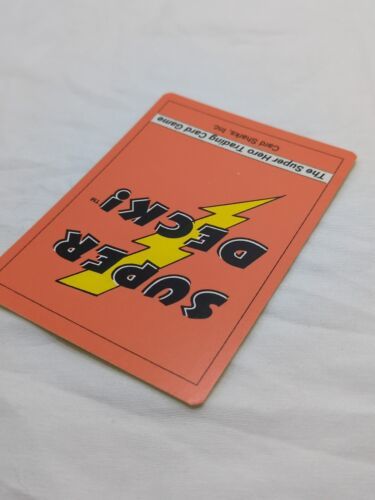 SUPER
DECK!™
The Super Hero Trading Card Game
Card Sharks, Inc.